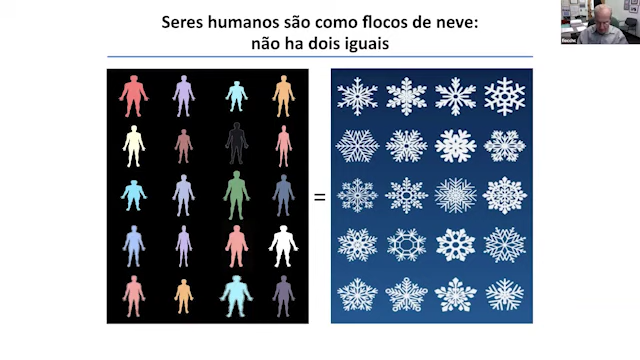 Seres humanos são como flocos de neve:
não ha dois iguais
=